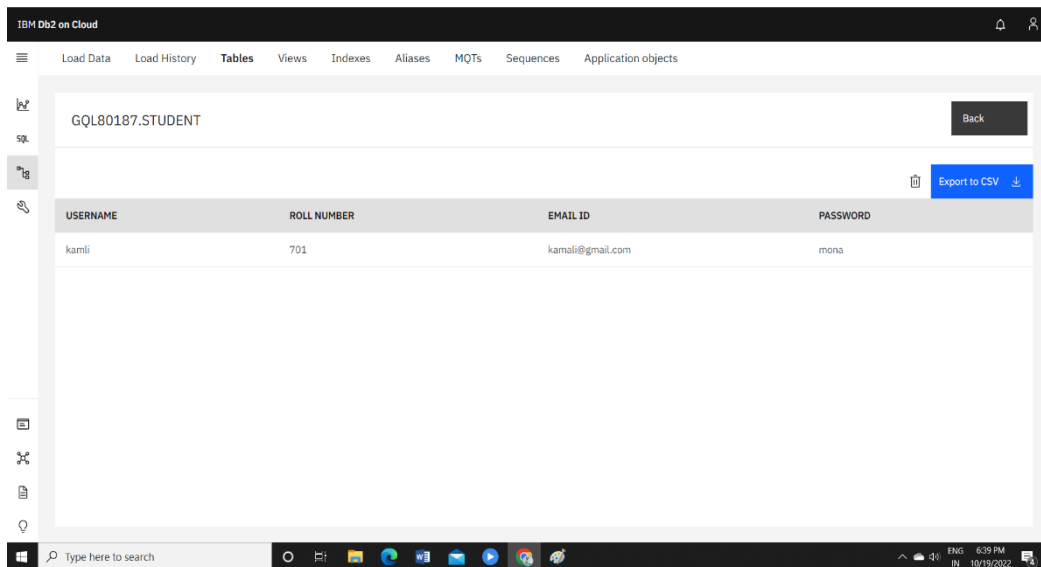 IBM Db2 on Cloud
Load Data Load History Tables Views Indexes Aliases MQTs Sequences Application objects
GQL80187.STUDENT
Back
SQL
Export to CSV
USERNAME ROLL NUMBER EMAIL ID PASSWORD
kamli 701 kamali@gmail.com mona
Type here to search
ENG 6:39 PM
IN 10/19/2022
4